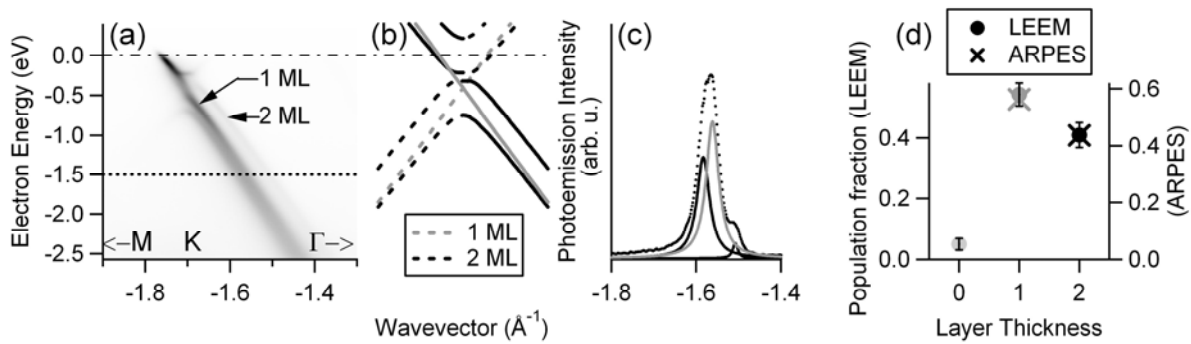 (a)
(b)
(c)
(d)
LEEM
ARPES
Electron Energy (eV)
0.0
-0.5
-1.0
-1.5
-2.0
-2.5
1 ML
2 ML
<--M
K
Γ->
-1.8
-1.6
-1.4
1 ML
2 ML
Wavevector (Å⁻¹)
Photoemission Intensity
(arb. u.)
-1.8
-1.6
-1.4
Population fraction (LEEM)
0.4
0.2
0.0
0
1
2
Layer Thickness
0.6
0.4
0.2
0.0
(ARPES)